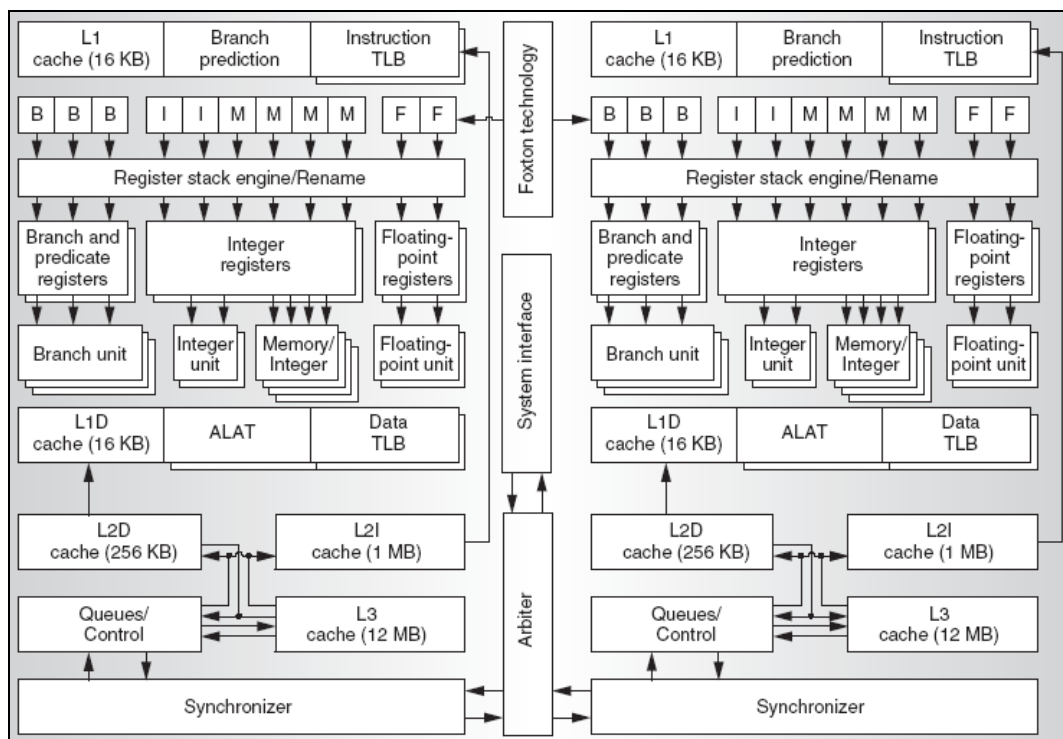 L1
cache (16 KB)
Branch
prediction
Instruction
TLB
B B B I I M M M M F F
Register stack engine/Rename
Branch and
predicate
registers
Integer
registers
Floating-
point
registers
Branch unit
Integer
unit
Memory/
Integer
Floating-
point unit
L1D
cache (16 KB)
ALAT
Data
TLB
L2D
cache (256 KB)
L2I
cache (1 MB)
Queues/
Control
L3
cache (12 MB)
Synchronizer
Foxton technology
System interface
Arbiter
L1
cache (16 KB)
Branch
prediction
Instruction
TLB
B B B I I M M M M F F
Register stack engine/Rename
Branch and
predicate
registers
Integer
registers
Floating-
point
registers
Branch unit
Integer
unit
Memory/
Integer
Floating-
point unit
L1D
cache (16 KB)
ALAT
Data
TLB
L2D
cache (256 KB)
L2I
cache (1 MB)
Queues/
Control
L3
cache (12 MB)
Synchronizer